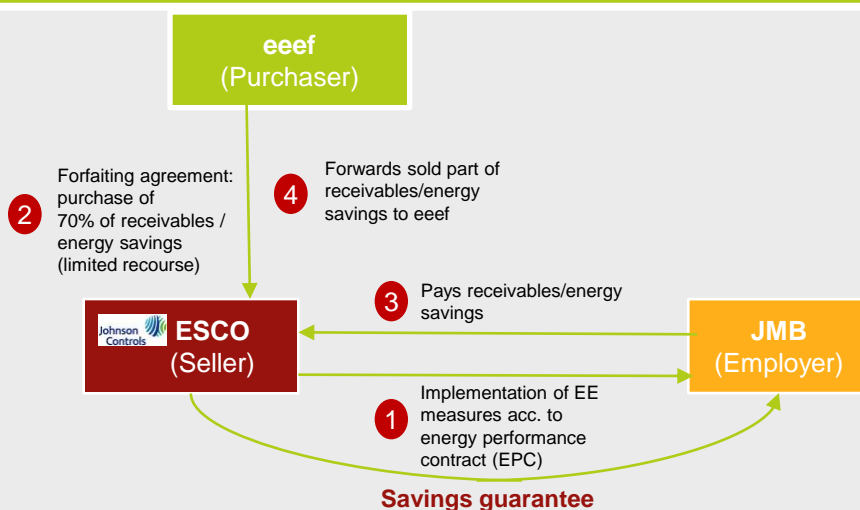 eeef
(Purchaser)
2
Forfaiting agreement:
purchase of
70% of receivables /
energy savings
(limited recourse)
4
Forwards sold part of
receivables/energy
savings to eeef
3
Pays receivables/energy
savings
Johnson
Controls
ESCO
(Seller)
JMB
(Employer)
1
Implementation of EE
measures acc. to
energy performance
contract (EPC)
Savings guarantee